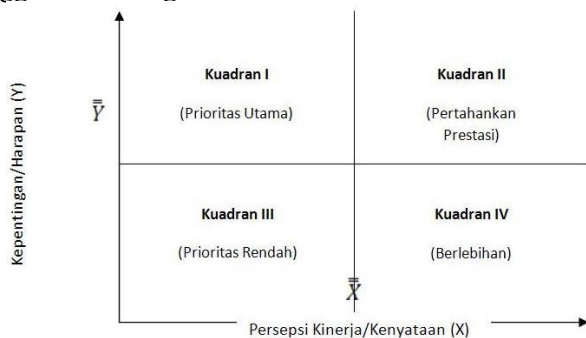 Kepentingan/Harapan (Y)
Y̿
Kuadran I
(Prioritas Utama)
Kuadran II
(Pertahankan
Prestasi)
Kuadran III
(Prioritas Rendah)
Kuadran IV
(Berlebihan)
X̿
Persepsi Kinerja/Kenyataan (X)